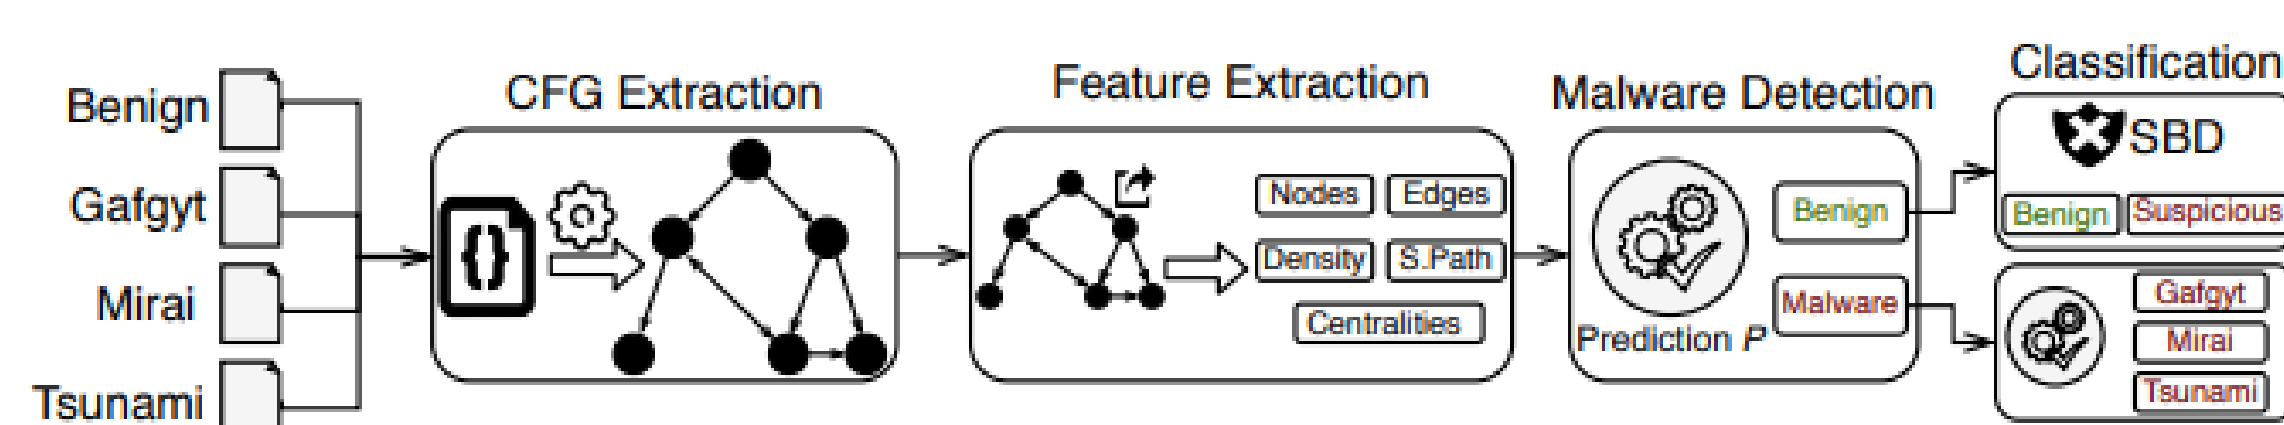 Benign
Gafgyt
Mirai
Tsunami
CFG Extraction
{}
Feature Extraction
Nodes Edges
Density S.Path
Centralities
Malware Detection
Prediction P
Benign
Malware
Classification
SBD
Benign Suspicious
Gafgyt
Mirai
Tsunami